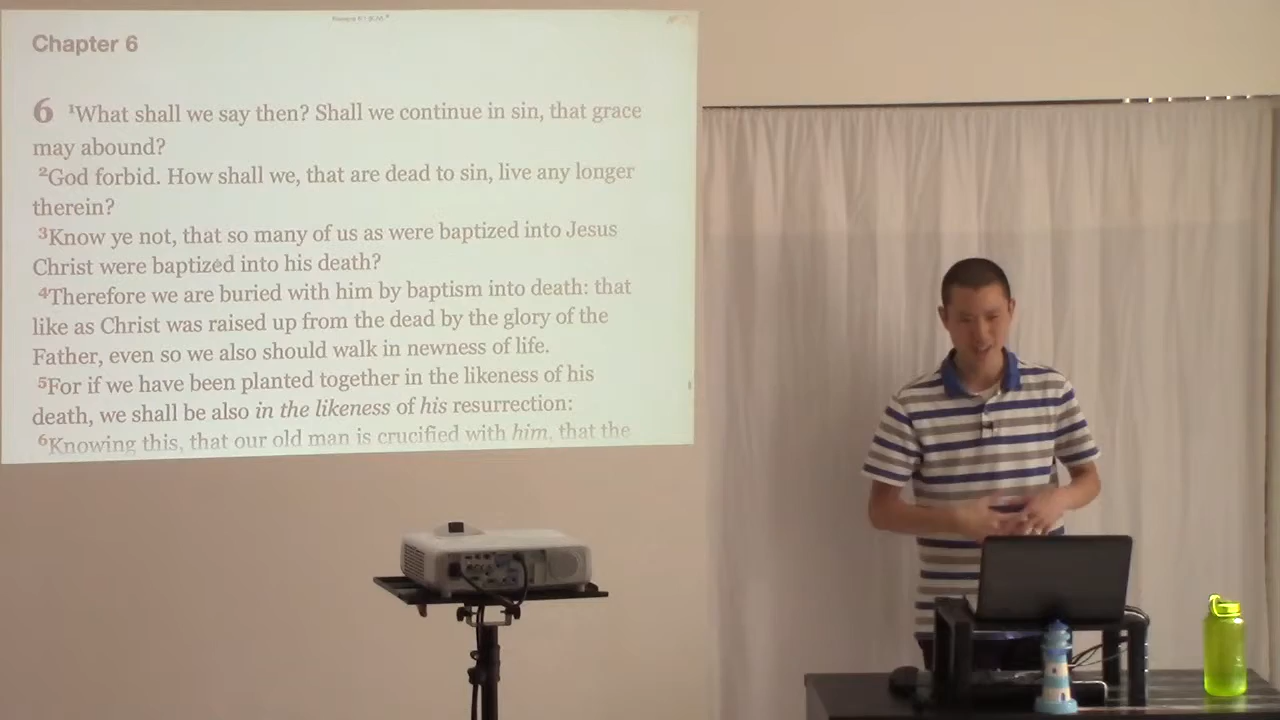 Chapter 6
6 ¹What shall we say then? Shall we continue in sin, that grace
may abound?
²God forbid. How shall we, that are dead to sin, live any longer
therein?
³Know ye not, that so many of us as were baptized into Jesus
Christ were baptized into his death?
⁴Therefore we are buried with him by baptism into death: that
like as Christ was raised up from the dead by the glory of the
Father, even so we also should walk in newness of life.
⁵For if we have been planted together in the likeness of his
death, we shall be also in the likeness of his resurrection:
⁶Knowing this, that our old man is crucified with him, that the